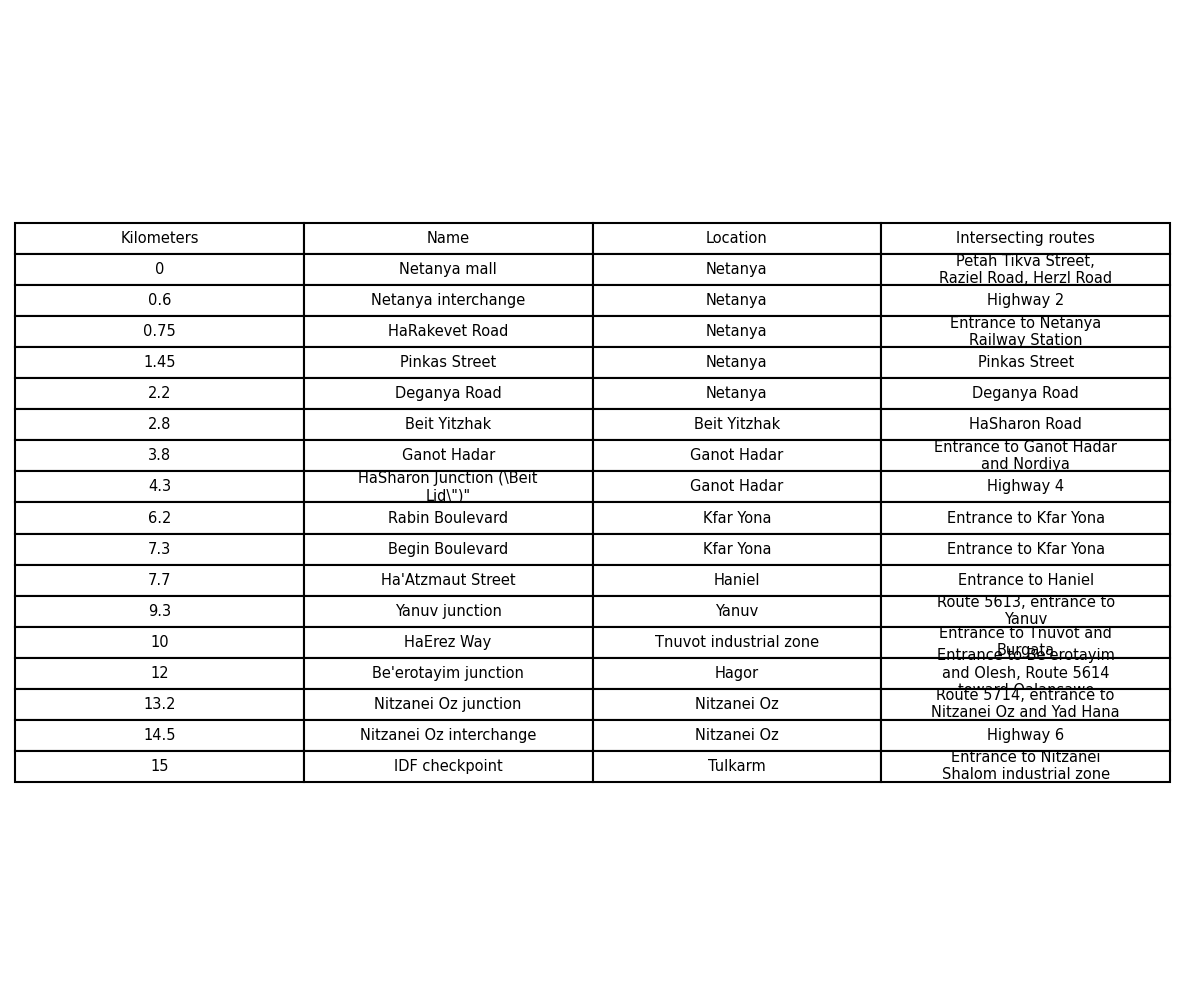 Kilometers Name Location Intersecting routes
0 Netanya mall Netanya Petah Tikva Street,
Raziel Road, Herzl Road
0.6 Netanya interchange Netanya Highway 2
0.75 HaRakevet Road Netanya Entrance to Netanya
Railway Station
1.45 Pinkas Street Netanya Pinkas Street
2.2 Deganya Road Netanya Deganya Road
2.8 Beit Yitzhak Beit Yitzhak HaSharon Road
3.8 Ganot Hadar Ganot Hadar Entrance to Ganot Hadar
and Nordiya
4.3 HaSharon Junction (\Beit
Lid\")" Ganot Hadar Highway 4
6.2 Rabin Boulevard Kfar Yona Entrance to Kfar Yona
7.3 Begin Boulevard Kfar Yona Entrance to Kfar Yona
7.7 Ha'Atzmaut Street Haniel Entrance to Haniel
9.3 Yanuv junction Yanuv Route 5613, entrance to
Yanuv
10 HaErez Way Tnuvot industrial zone Entrance to Tnuvot and
Burgata
12 Be'erotayim junction Hagor Entrance to Be'erotayim
and Olesh, Route 5614
toward Qalansawe
13.2 Nitzanei Oz junction Nitzanei Oz Route 5714, entrance to
Nitzanei Oz and Yad Hana
14.5 Nitzanei Oz interchange Nitzanei Oz Highway 6
15 IDF checkpoint Tulkarm Entrance to Nitzanei
Shalom industrial zone